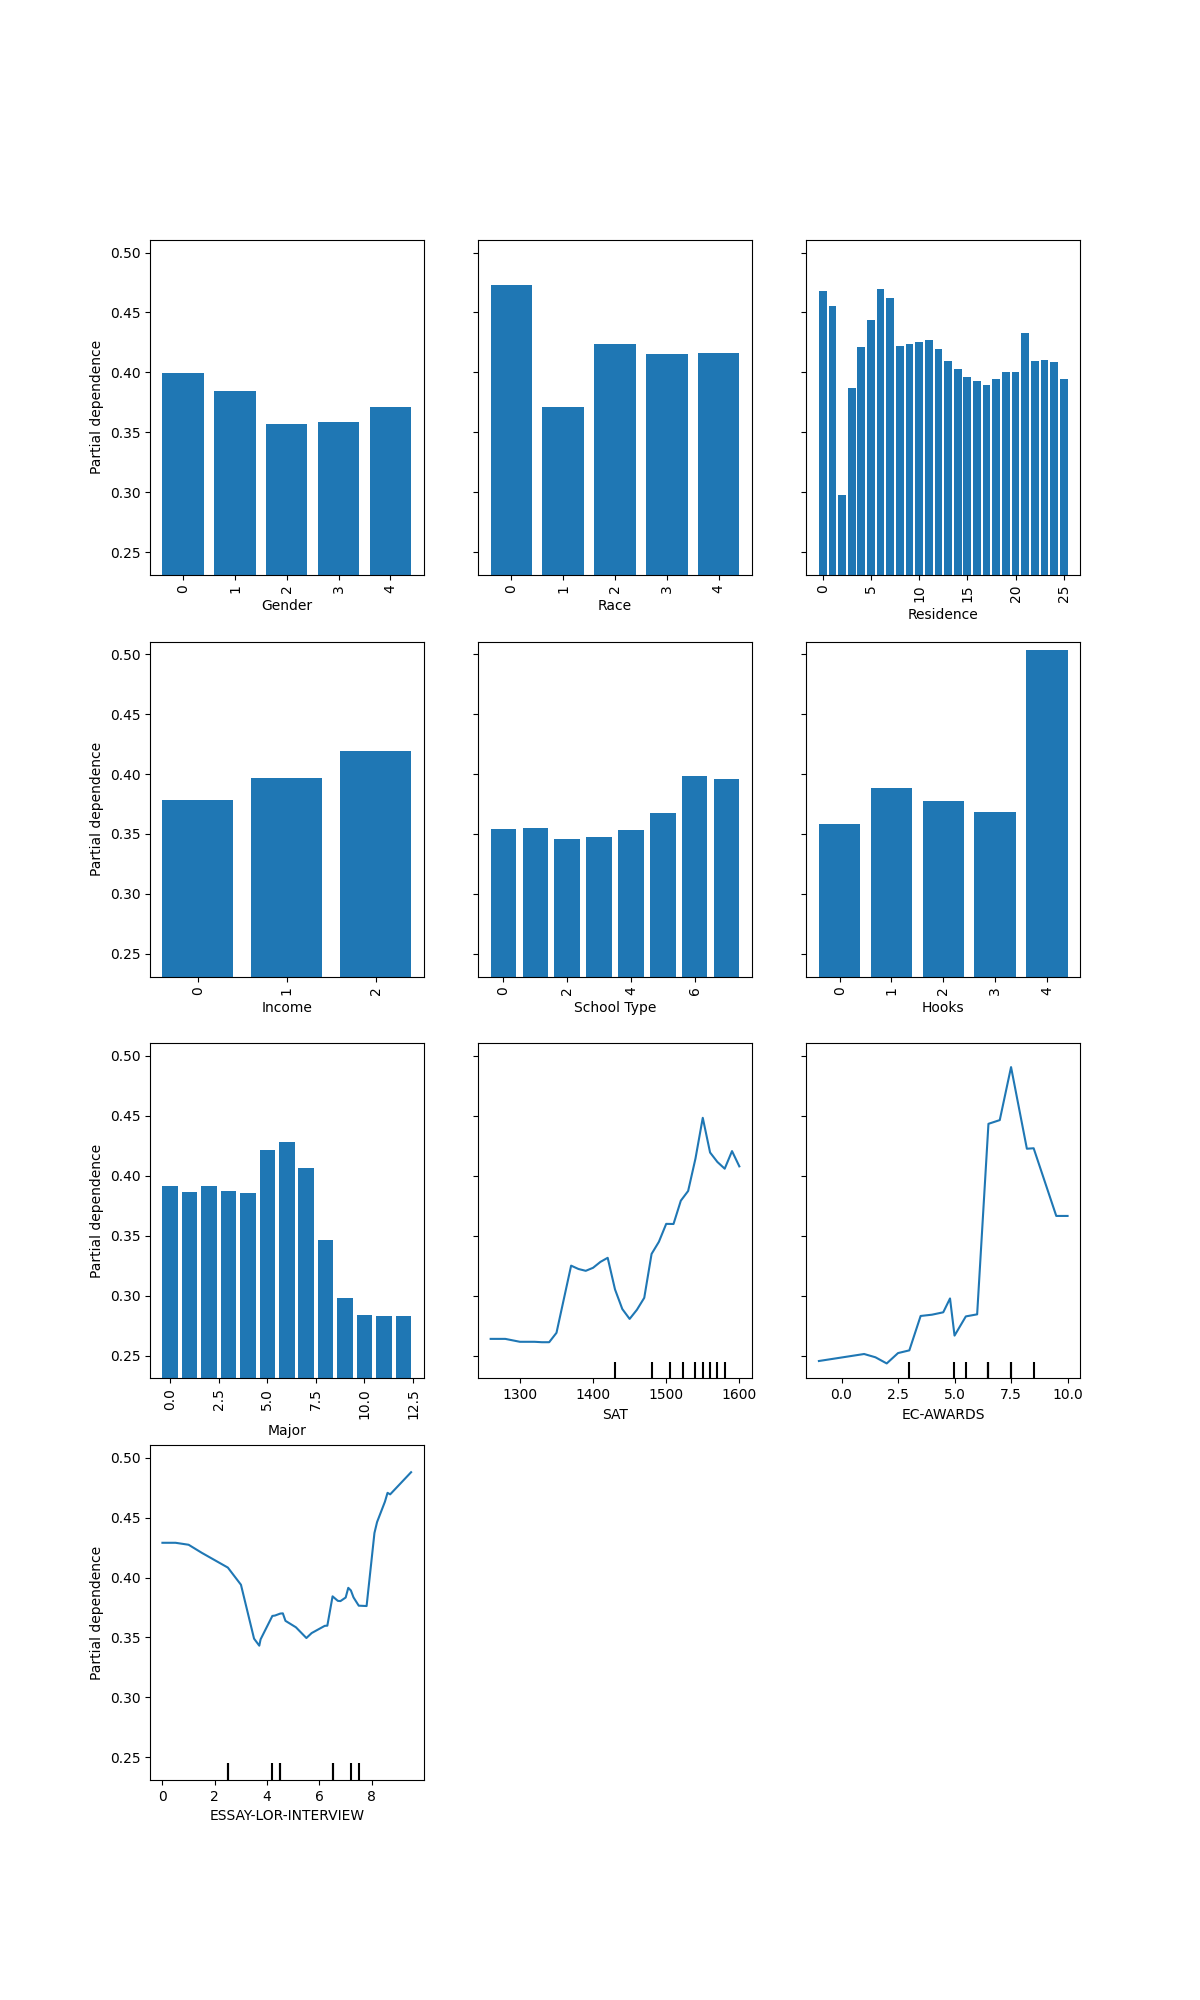 0.50
0.45
0.40
0.35
0.30
0.25
Partial dependence
0 1 2 3 4
Gender
0 1 2 3 4
Race
0 5 10 15 20 25
Residence
0.50
0.45
0.40
0.35
0.30
0.25
Partial dependence
0 1 2
Income
0 2 4 6
School Type
0 1 2 3 4
Hooks
0.50
0.45
0.40
0.35
0.30
0.25
Partial dependence
0.0 2.5 5.0 7.5 10.0 12.5
Major
1300 1400 1500 1600
SAT
0.0 2.5 5.0 7.5 10.0
EC-AWARDS
0.50
0.45
0.40
0.35
0.30
0.25
Partial dependence
0 2 4 6 8
ESSAY-LOR-INTERVIEW